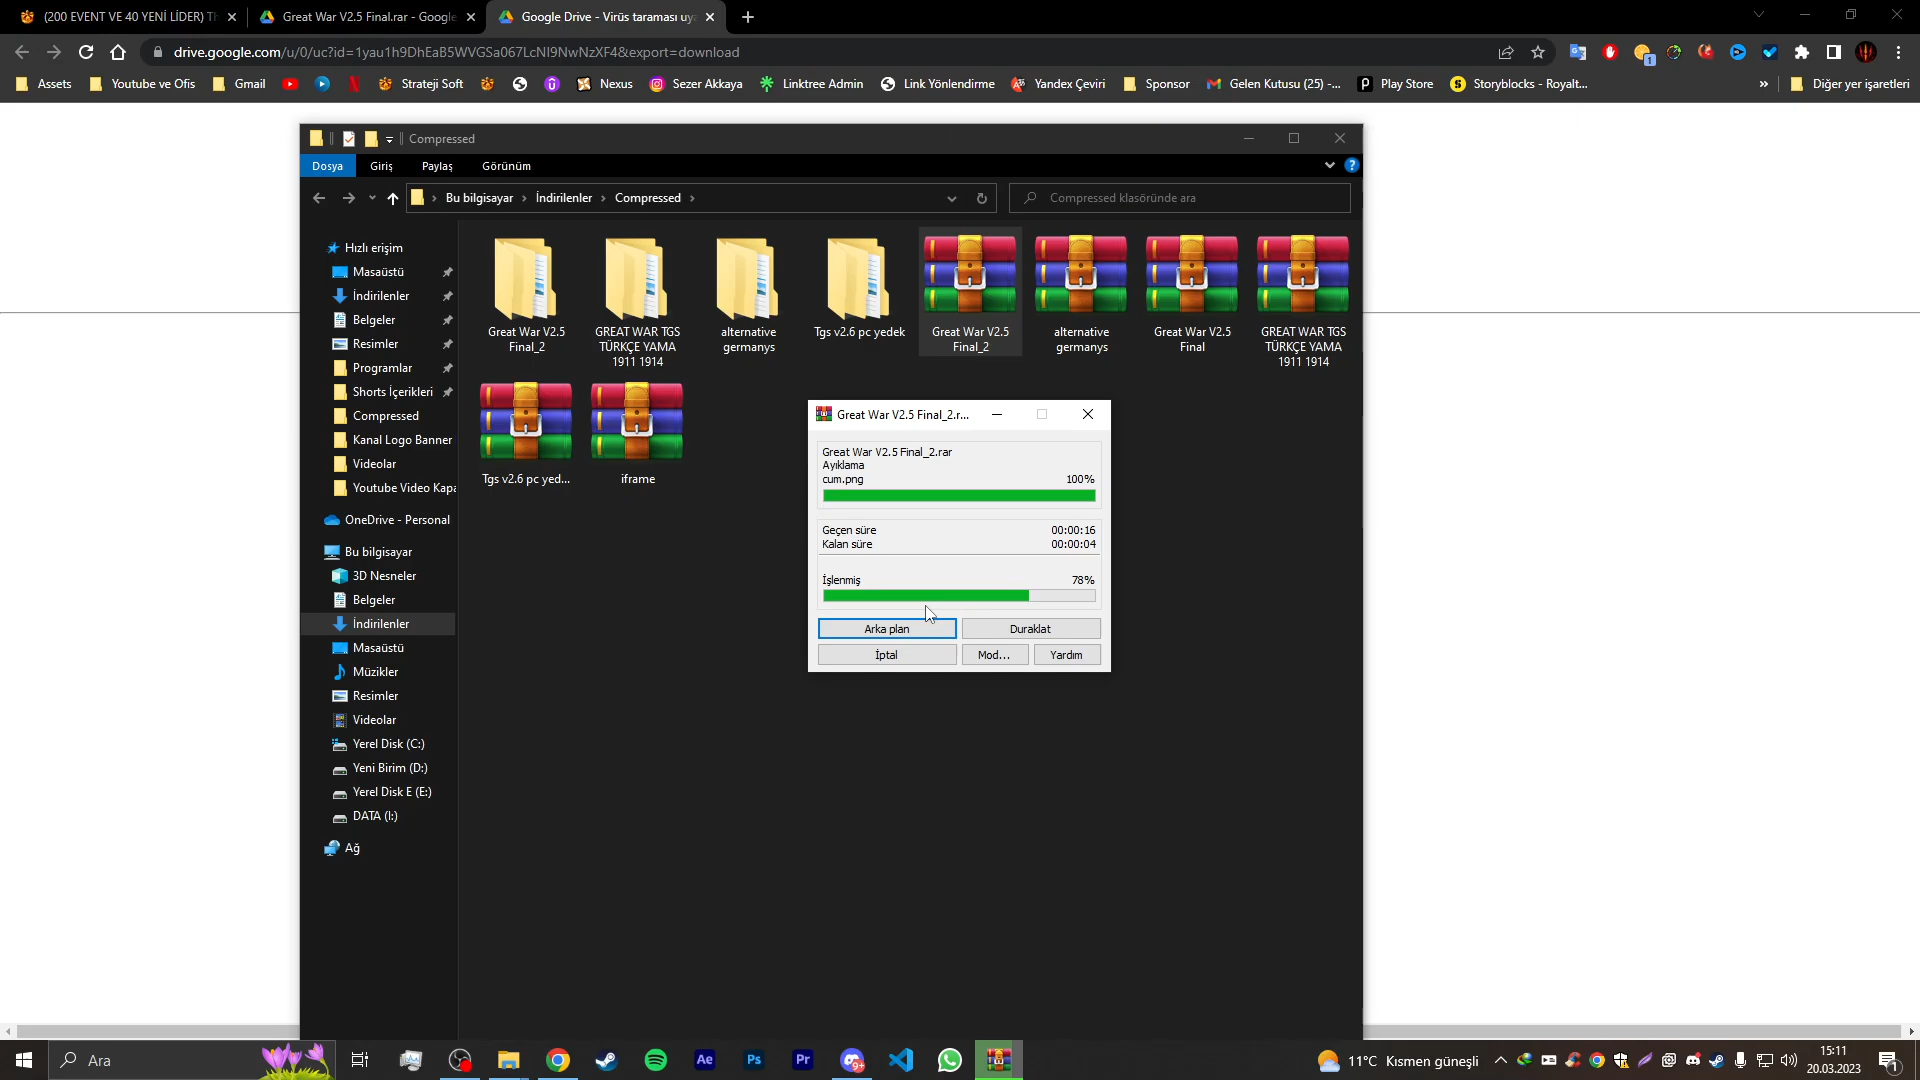 (200 EVENT VE 40 YENİ LİDER) Th
Great War V2.5 Final.rar - Google
Google Drive - Virüs taraması uya
drive.google.com/u/0/uc?id=1yau1h9DhEaB5WVGSa067LcNI9NwNzXF4&export=download
Assets
Youtube ve Ofis
Gmail
Strateji Soft
Nexus
Sezer Akkaya
Linktree Admin
Link Yönlendirme
Yandex Çeviri
Sponsor
Gelen Kutusu (25) -...
Play Store
Storyblocks - Royalt...
»
Diğer yer işaretleri
Compressed
Dosya
Giriş
Paylaş
Görünüm
Bu bilgisayar › İndirilenler › Compressed ›
Compressed klasöründe ara
Hızlı erişim
Masaüstü
İndirilenler
Belgeler
Resimler
Programlar
Shorts İçerikleri
Compressed
Kanal Logo Banner
Videolar
Youtube Video Kapa
OneDrive - Personal
Bu bilgisayar
3D Nesneler
Belgeler
İndirilenler
Masaüstü
Müzikler
Resimler
Videolar
Yerel Disk (C:)
Yeni Birim (D:)
Yerel Disk E (E:)
DATA (I:)
Ağ
Great War V2.5
Final_2
GREAT WAR TGS
TÜRKÇE YAMA
1911 1914
alternative
germanys
Tgs v2.6 pc yedek
Great War V2.5
Final_2
alternative
germanys
Great War V2.5
Final
GREAT WAR TGS
TÜRKÇE YAMA
1911 1914
Tgs v2.6 pc yed...
iframe
Great War V2.5 Final_2.r...
Great War V2.5 Final_2.rar
Ayıklama
cum.png 100%
Geçen süre 00:00:16
Kalan süre 00:00:04
İşlenmiş 78%
Arka plan
Duraklat
İptal
Mod...
Yardım
Ara
Ae
Ps
Pr
9+
11°C Kısmen güneşli
15:11
20.03.2023
1